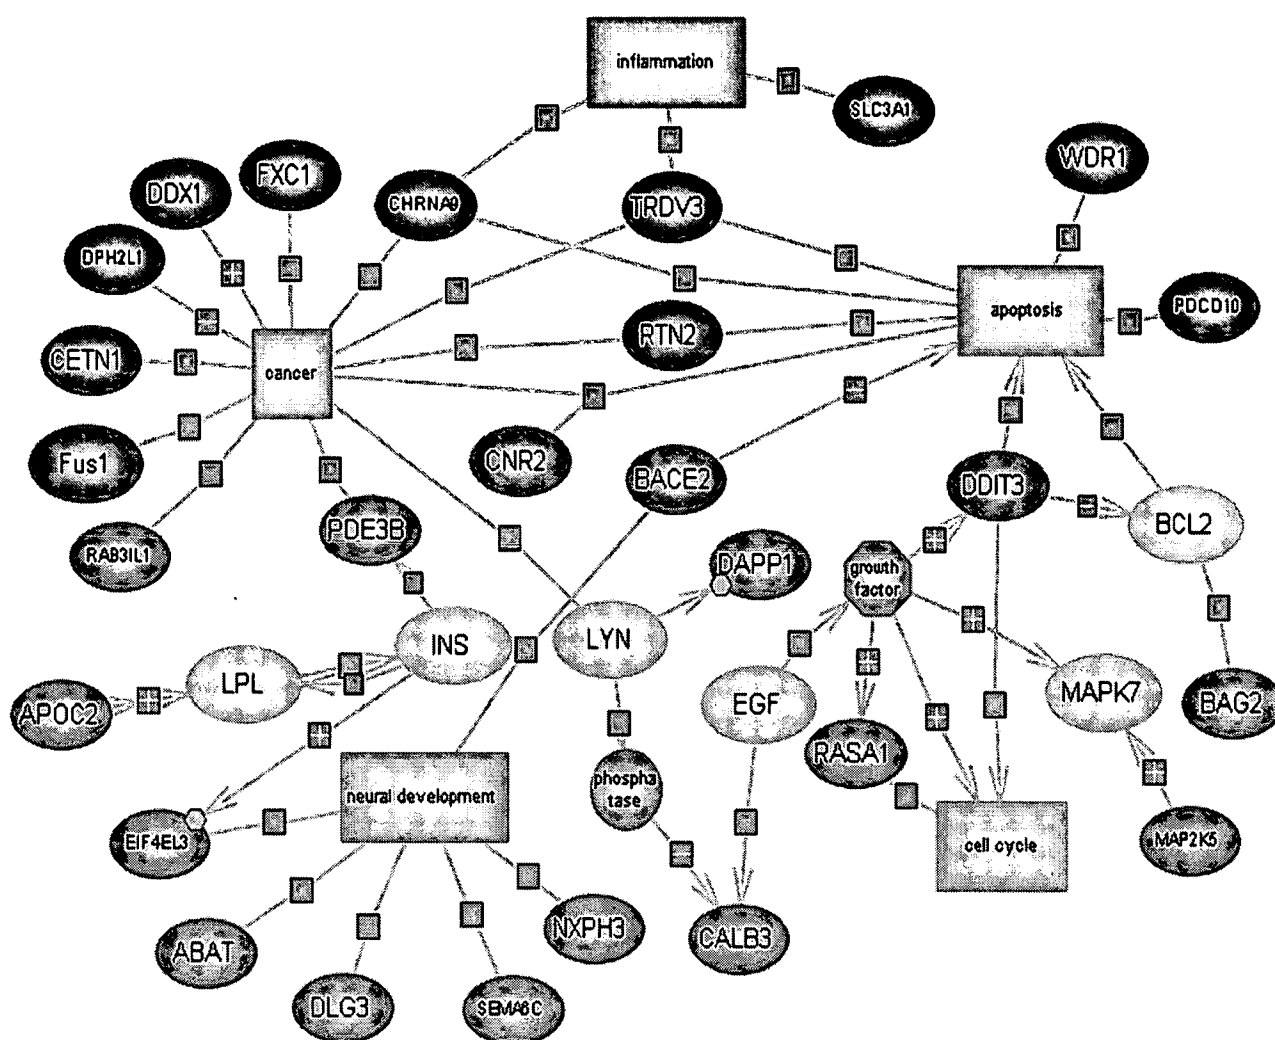 inflammation
SLC3A1
WDR1
FXC1
DDX1
CHRNA9
TRDV3
DPH2L1
apoptosis
PDCD10
RTN2
CETN1
cancer
Fus1
CNR2
BACE2
DDIT3
BCL2
PDE3B
RAB3IL1
DAPP1
growth
factor
INS
LYN
LPL
EGF
MAPK7
BAG2
APOC2
RASA1
phospha
tase
neural development
EIF4EL3
cell cycle
MAP2K5
NXPH3
CALB3
ABAT
DLG3
SEMA6C